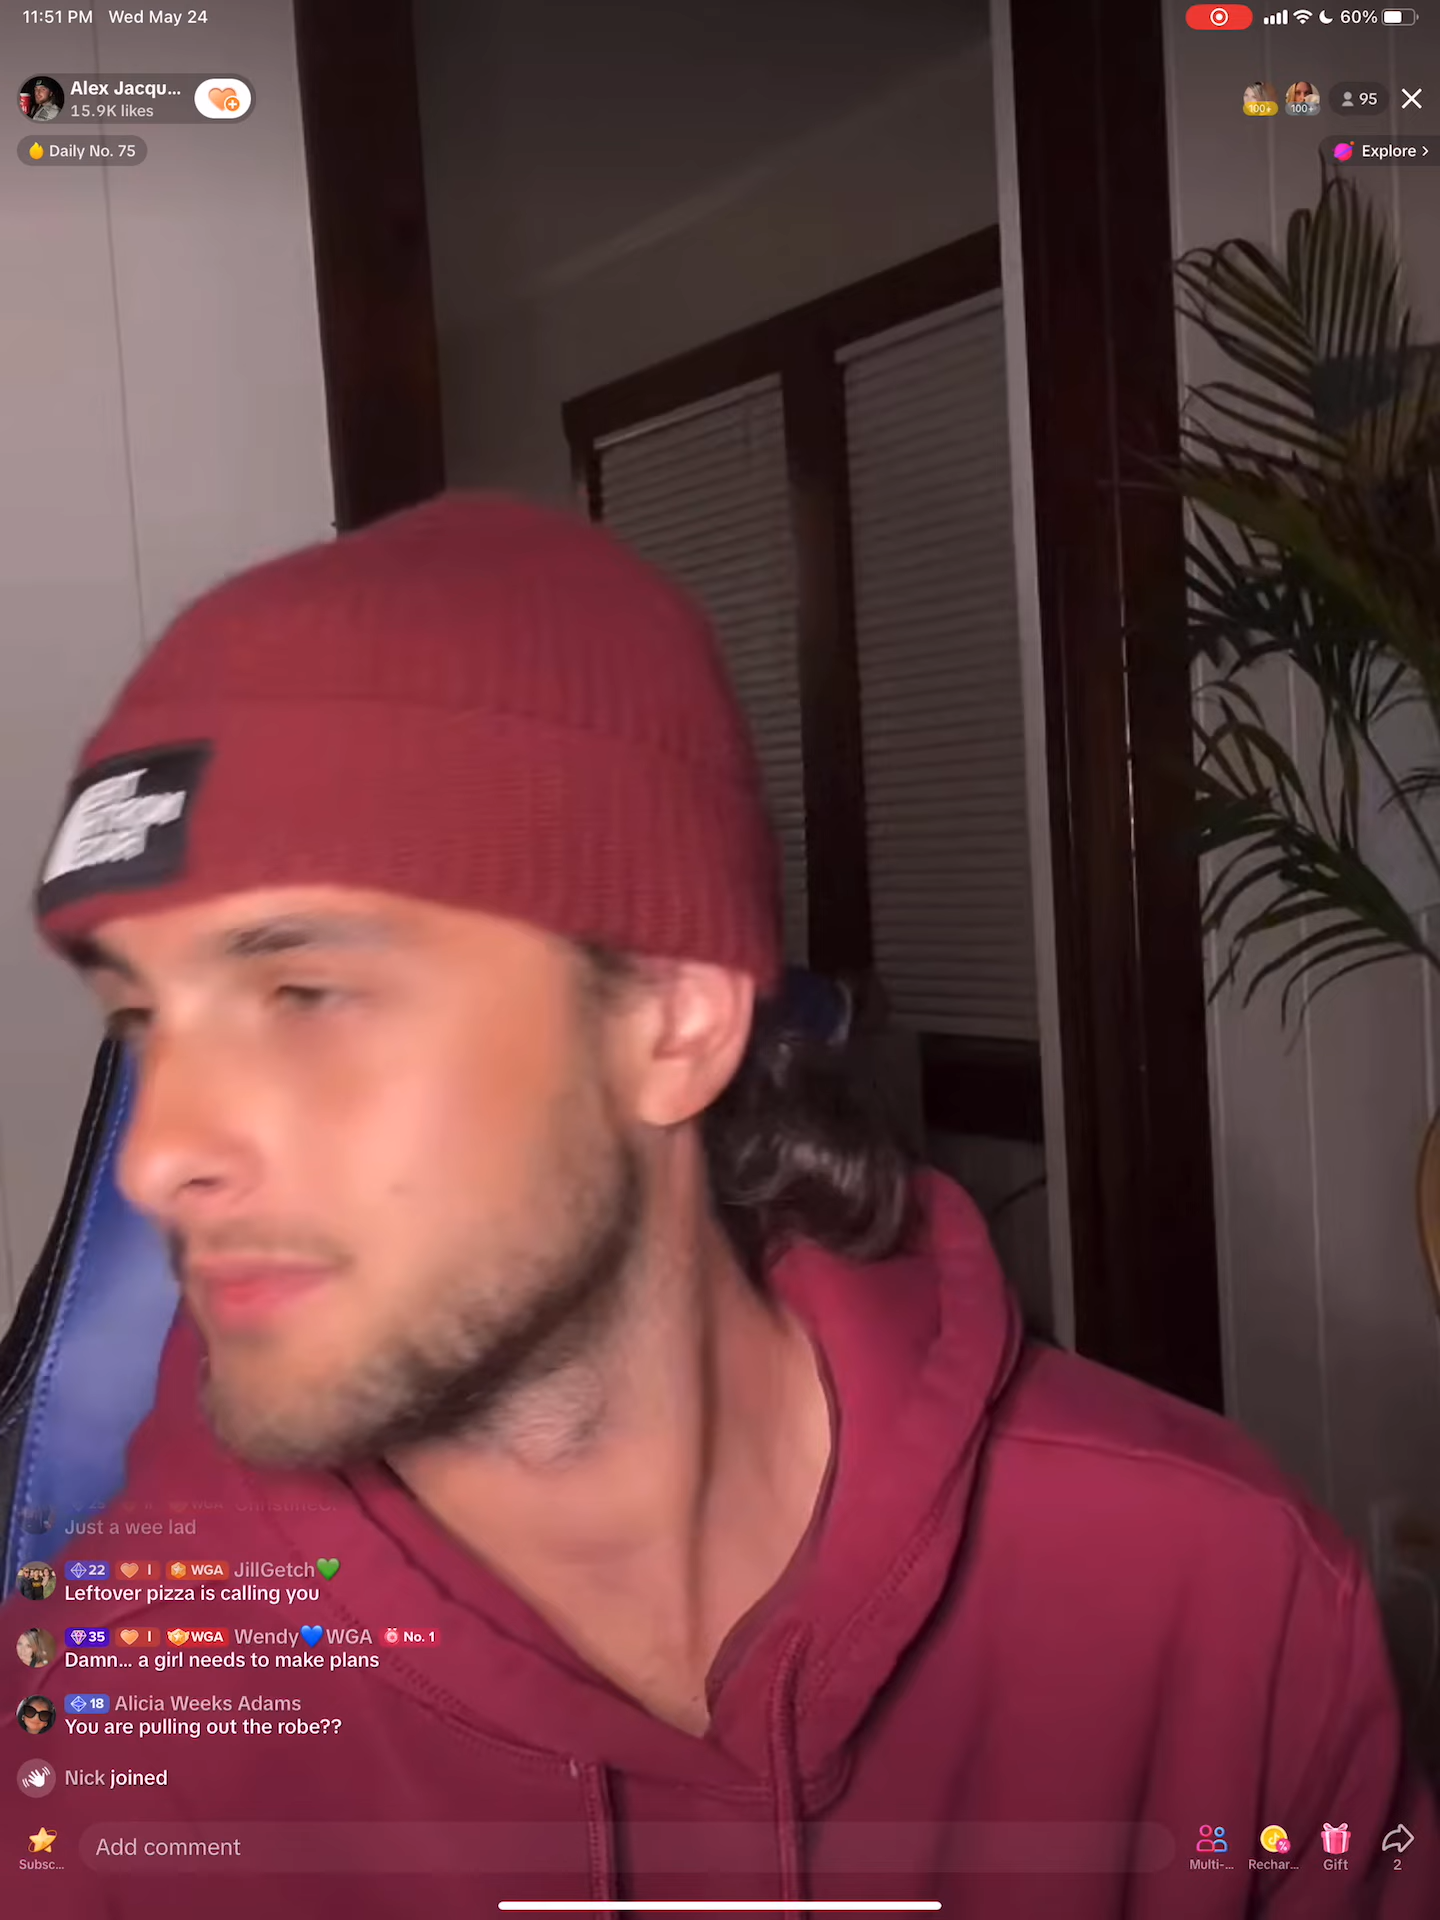 11:51 PM Wed May 24
60%
Alex Jacqu...
15.9K likes
100+ 100+ 95
Daily No. 75
Explore >
Just a wee lad
22 I WGA JillGetch💚
Leftover pizza is calling you
35 I WGA Wendy💙WGA No. 1
Damn... a girl needs to make plans
18 Alicia Weeks Adams
You are pulling out the robe??
Nick joined
Add comment
Subsc... Multi-... Rechar... Gift 2